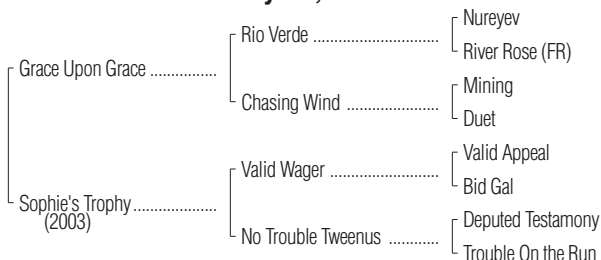 Nureyev
Rio Verde ..............................
River Rose (FR)
Grace Upon Grace ................
Mining
Chasing Wind ......................
Duet
Valid Appeal
Valid Wager ..........................
Bid Gal
Sophie's Trophy ....................
(2003)
Deputed Testamony
No Trouble Tweenus ............
Trouble On the Run